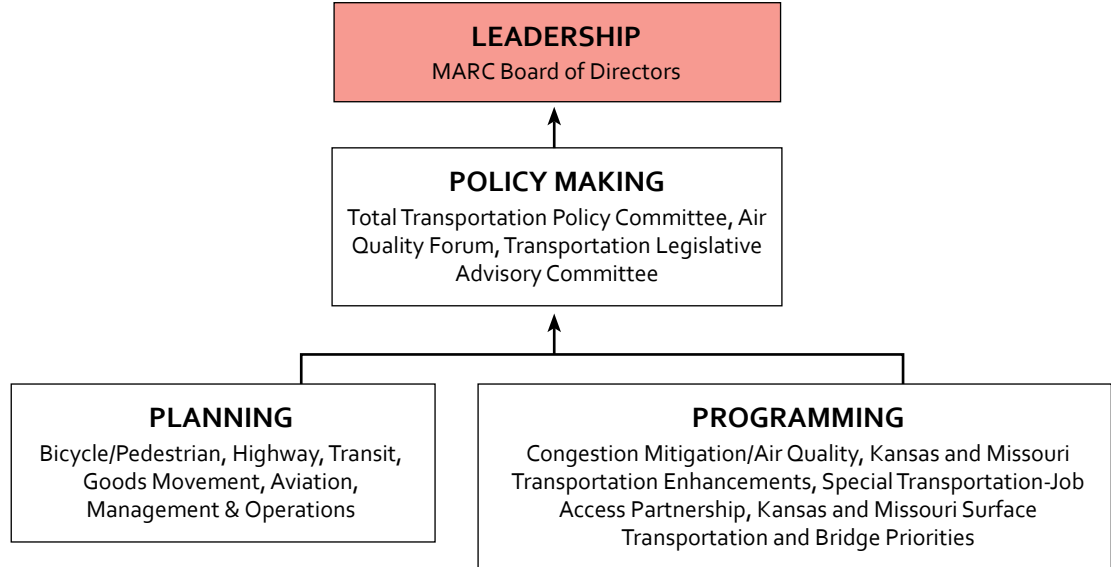 LEADERSHIP
MARC Board of Directors
POLICY MAKING
Total Transportation Policy Committee, Air
Quality Forum, Transportation Legislative
Advisory Committee
PLANNING
Bicycle/Pedestrian, Highway, Transit,
Goods Movement, Aviation,
Management & Operations
PROGRAMMING
Congestion Mitigation/Air Quality, Kansas and Missouri
Transportation Enhancements, Special Transportation-Job
Access Partnership, Kansas and Missouri Surface
Transportation and Bridge Priorities